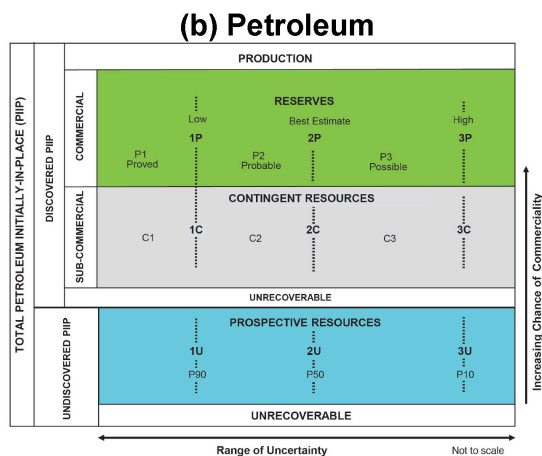 (b) Petroleum
TOTAL PETROLEUM INITIALLY-IN-PLACE (PIIP)
DISCOVERED PIIP
COMMERCIAL
PRODUCTION
RESERVES
Low Best Estimate High
1P 2P 3P
P1 P2 P3
Proved Probable Possible
SUB-COMMERCIAL
CONTINGENT RESOURCES
C1 1C C2 2C C3 3C
UNRECOVERABLE
UNDISCOVERED PIIP
PROSPECTIVE RESOURCES
1U 2U 3U
P90 P50 P10
UNRECOVERABLE
Increasing Chance of Commerciality
Range of Uncertainty Not to scale